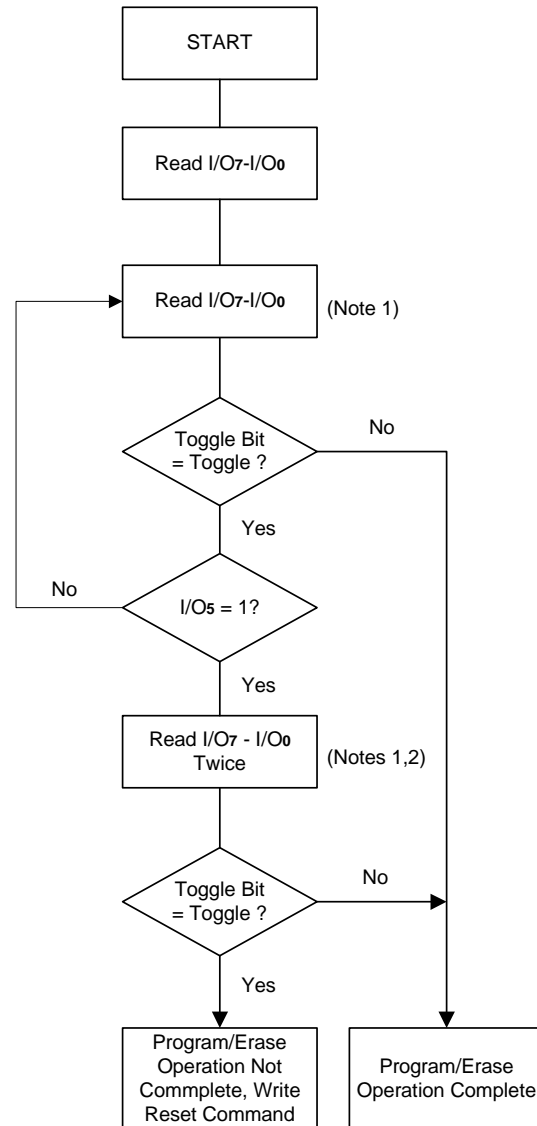 START
Read I/O7-I/O0
Read I/O7-I/O0
(Note 1)
Toggle Bit
= Toggle ?
No
Yes
No
I/O5 = 1?
Yes
Read I/O7 - I/O0
Twice
(Notes 1,2)
Toggle Bit
= Toggle ?
No
Yes
Program/Erase
Operation Not
Commplete, Write
Reset Command
Program/Erase
Operation Complete